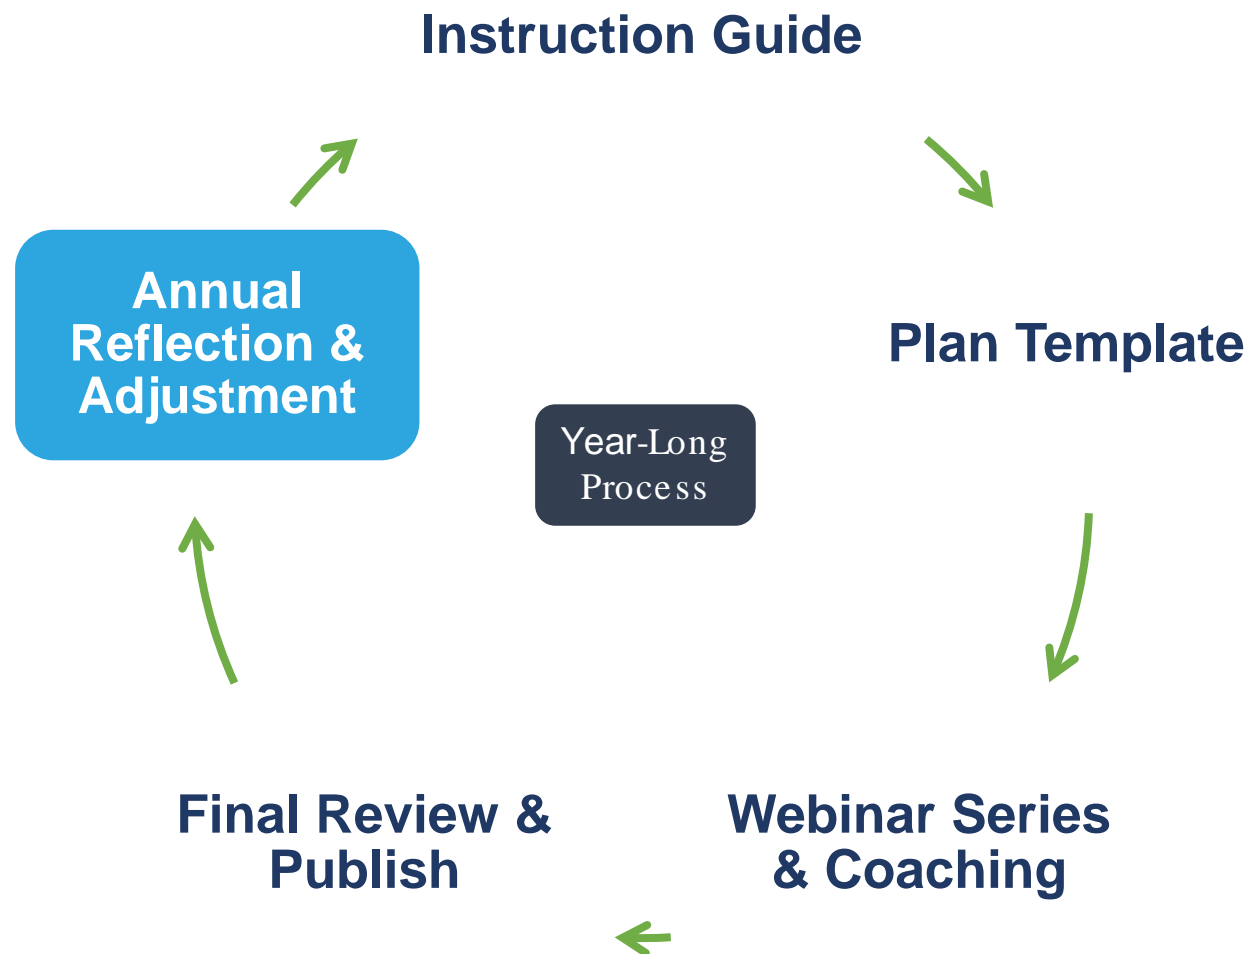 Instruction Guide
Annual
Reflection &
Adjustment
Plan Template
Year-Long
Process
Final Review &
Publish
Webinar Series
& Coaching